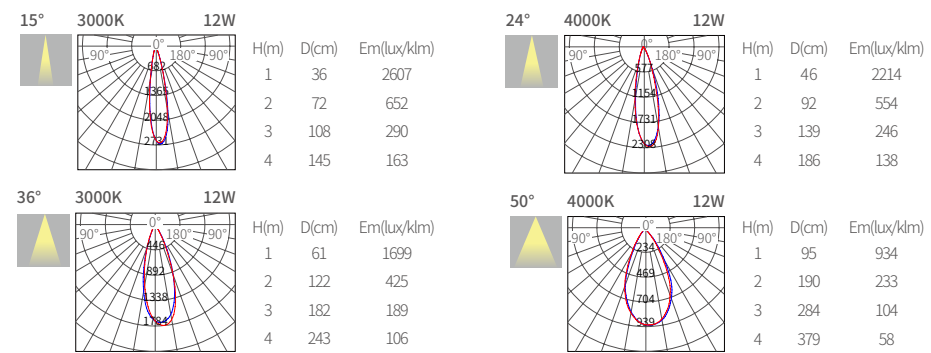 15° 3000K 12W
0°
90° 180° 90°
682
1365
2048
2731
H(m) D(cm) Em(lux/klm)
1 36 2607
2 72 652
3 108 290
4 145 163
24° 4000K 12W
0°
90° 180° 90°
577
1154
1731
2308
H(m) D(cm) Em(lux/klm)
1 46 2214
2 92 554
3 139 246
4 186 138
36° 3000K 12W
0°
90° 180° 90°
446
892
1338
1784
H(m) D(cm) Em(lux/klm)
1 61 1699
2 122 425
3 182 189
4 243 106
50° 4000K 12W
0°
90° 180° 90°
234
469
704
939
H(m) D(cm) Em(lux/klm)
1 95 934
2 190 233
3 284 104
4 379 58